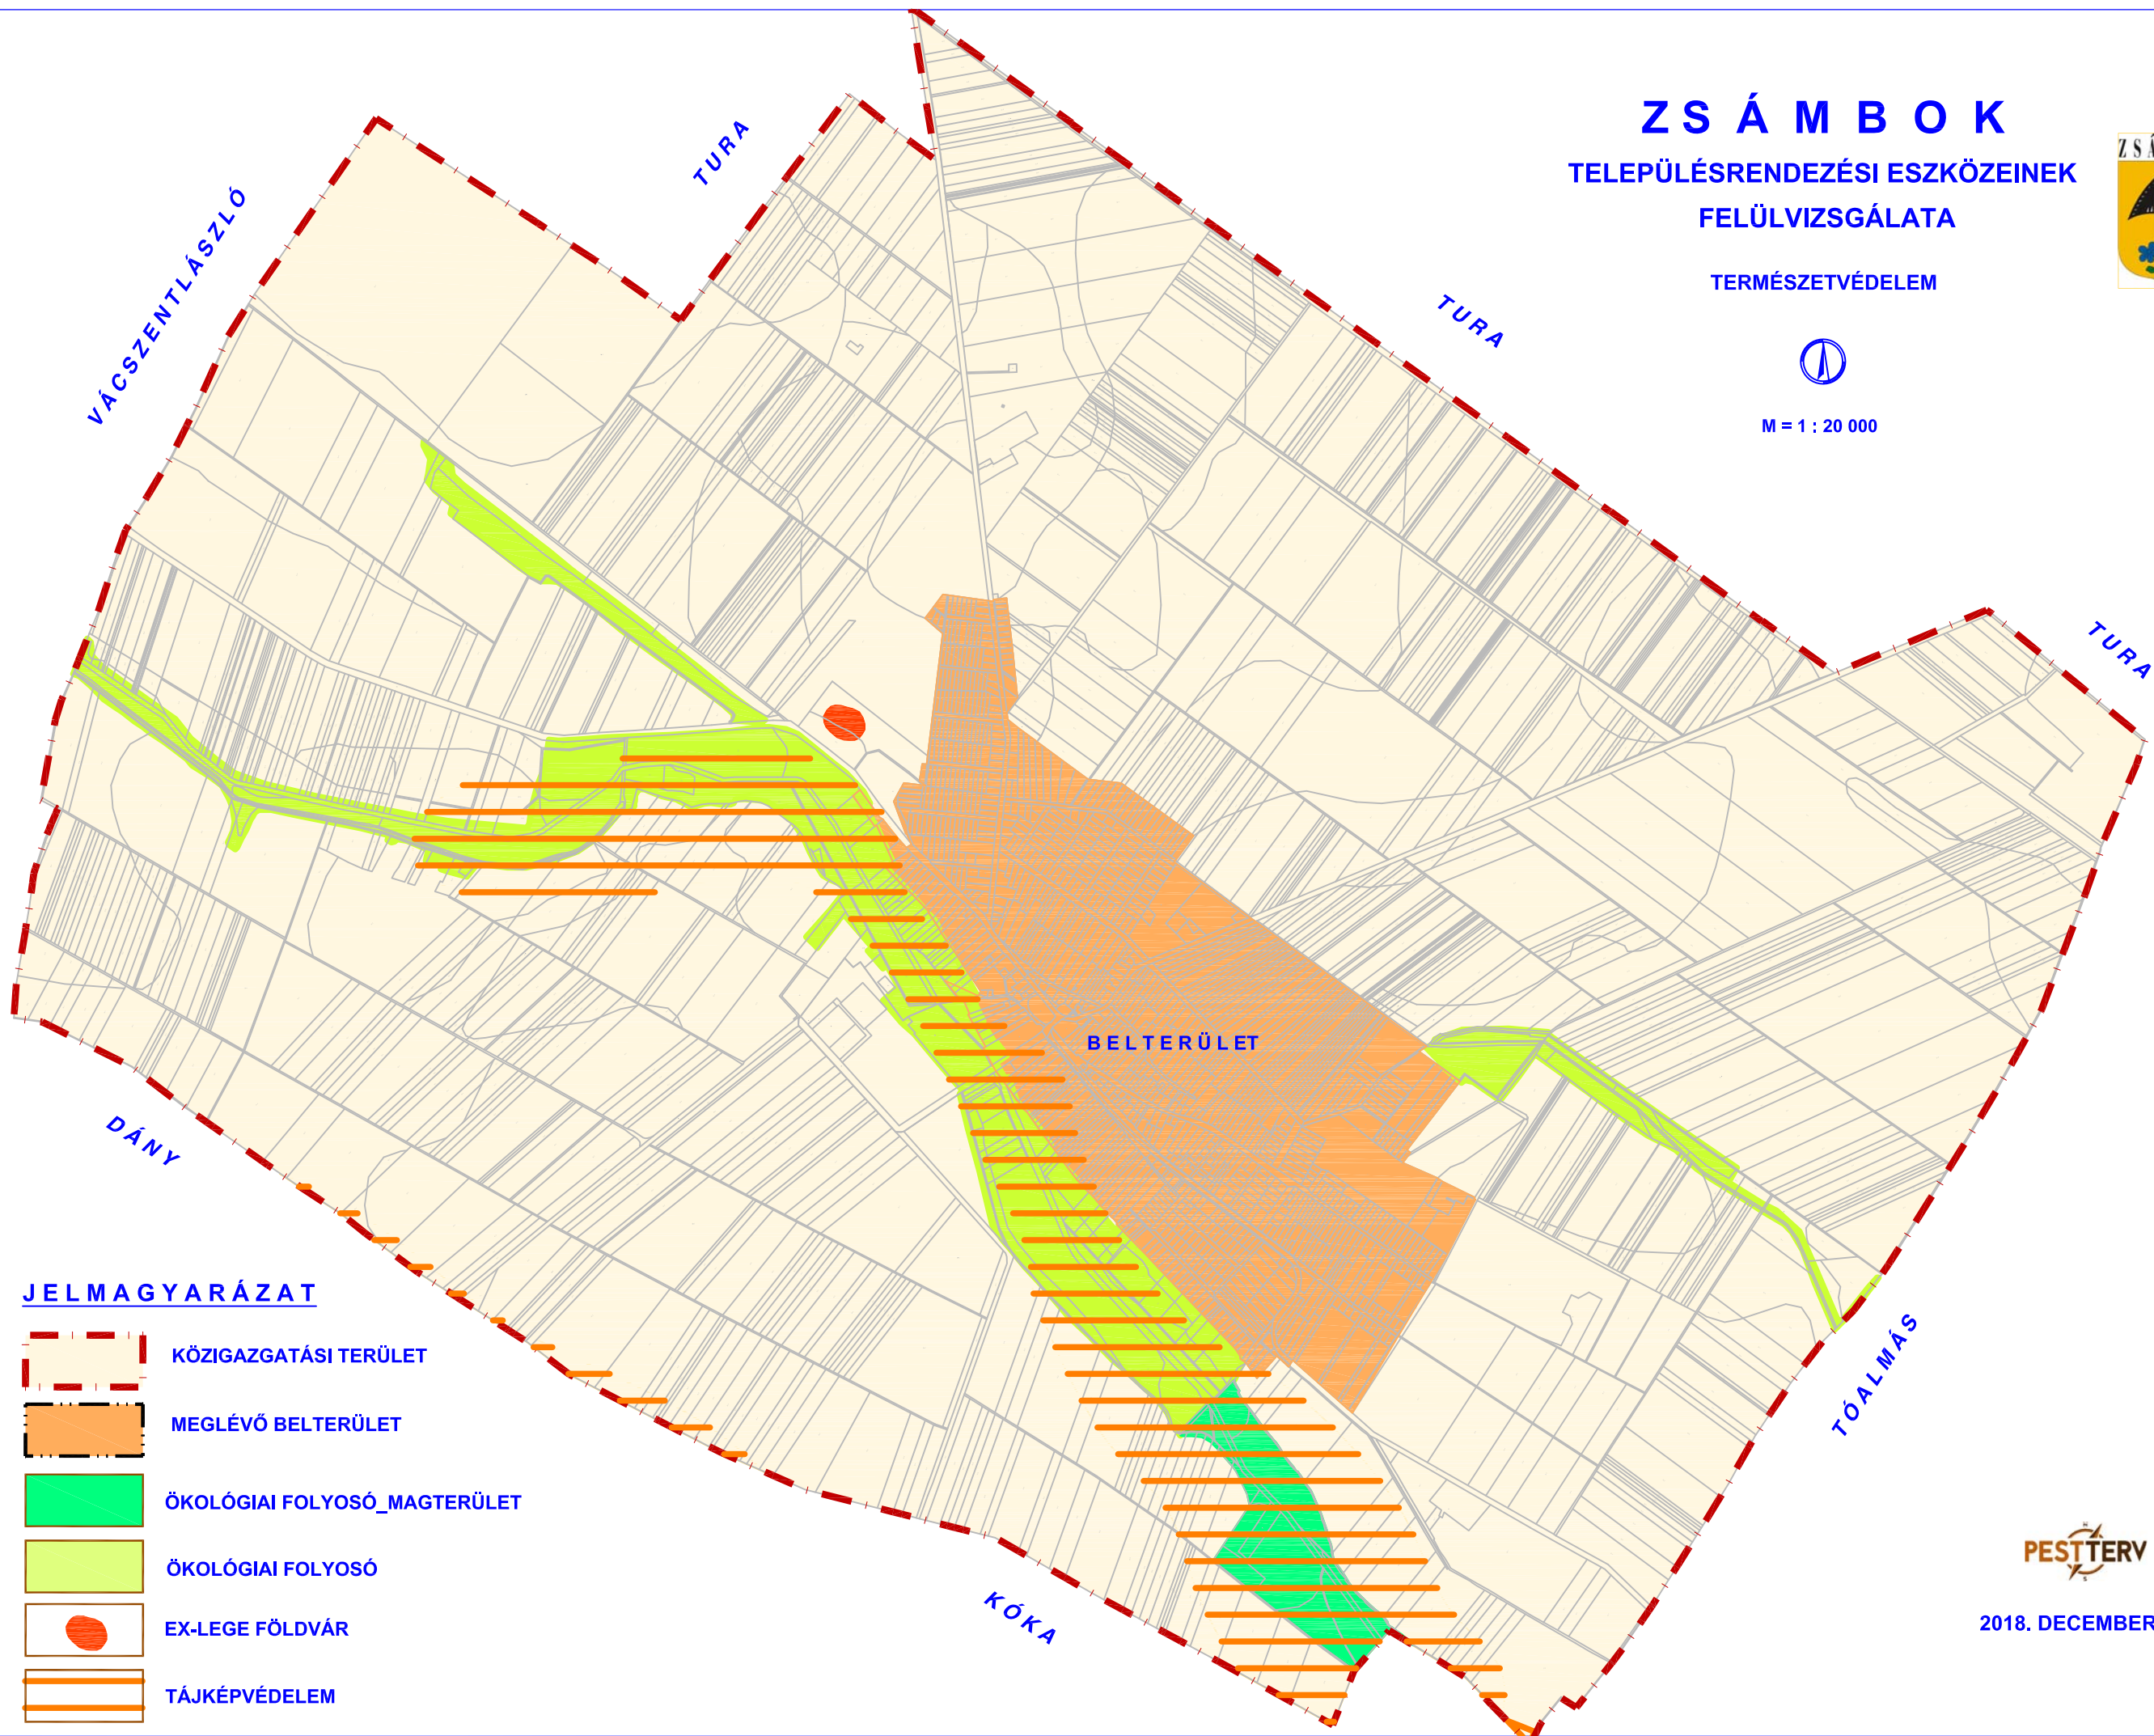 Z S Á M B O K
TELEPÜLÉSRENDEZÉSI ESZKÖZEINEK
FELÜLVIZSGÁLATA
TERMÉSZETVÉDELEM
M = 1 : 20 000
Z S Á
TURA
VÁCSZENTLÁSZLÓ
TURA
TURA
BELTERÜLET
DÁNY
TÓALMÁS
KÓKA
JELMAGYARÁZAT
KÖZIGAZGATÁSI TERÜLET
MEGLÉVŐ BELTERÜLET
ÖKOLÓGIAI FOLYOSÓ_MAGTERÜLET
ÖKOLÓGIAI FOLYOSÓ
EX-LEGE FÖLDVÁR
TÁJKÉPVÉDELEM
PESTTERV
2018. DECEMBER